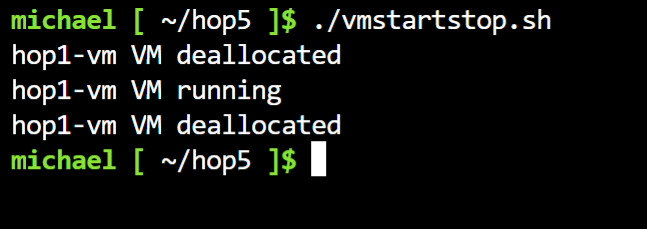 michael [ ~/hop5 ]$ ./vmstartstop.sh
hop1-vm VM deallocated
hop1-vm VM running
hop1-vm VM deallocated
michael [ ~/hop5 ]$